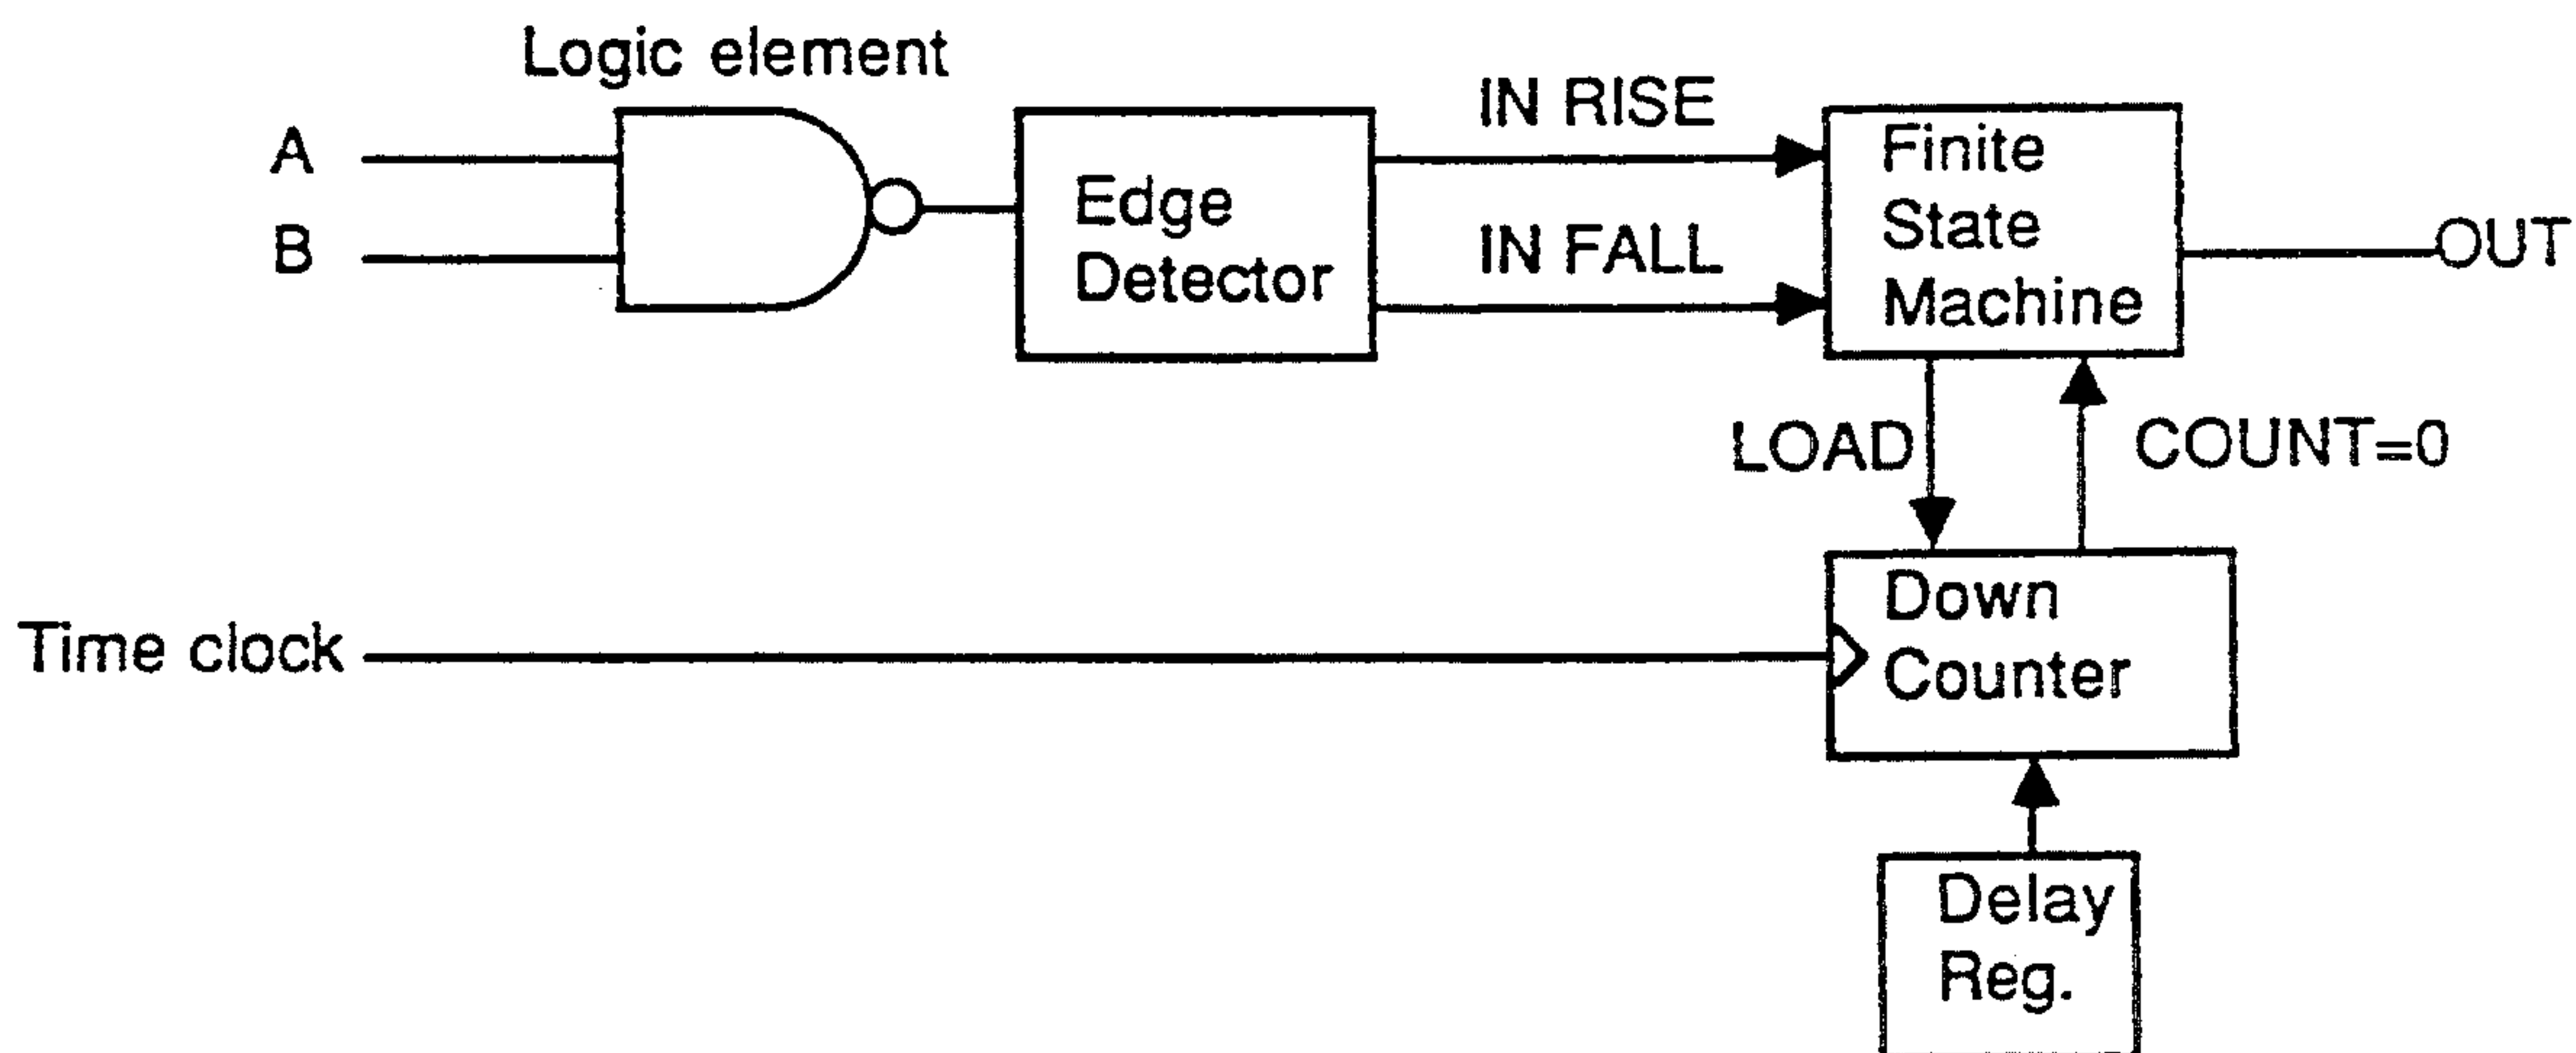 Logic element
A
B
Edge
Detector
IN RISE
IN FALL
Finite
State
Machine
OUT
LOAD
COUNT=0
Time clock
Down
Counter
Delay
Reg.